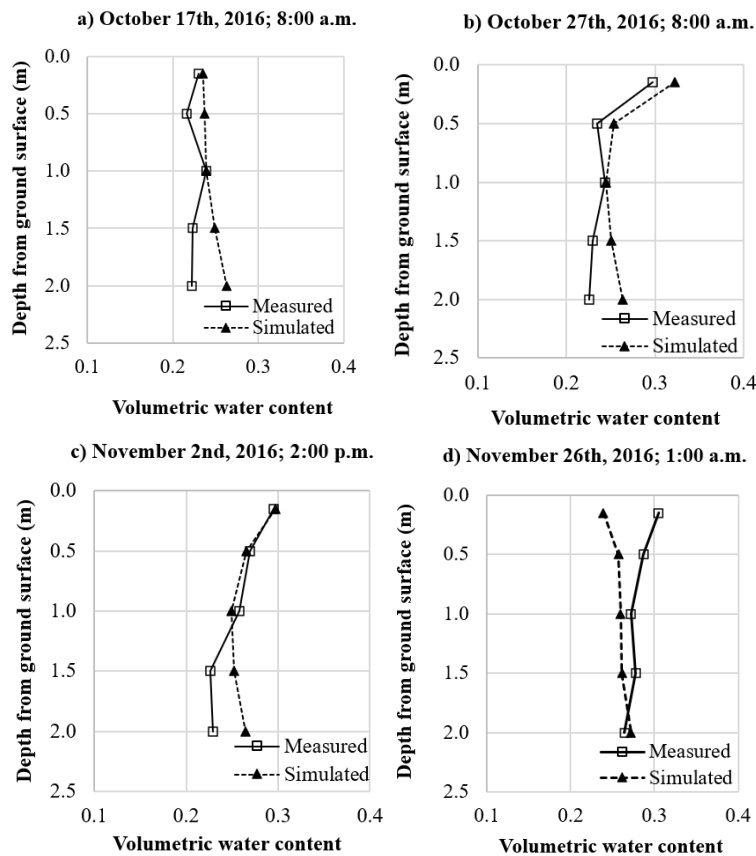 a) October 17th, 2016; 8:00 a.m.
0.0
0.5
1.0
1.5
2.0
2.5
Depth from ground surface (m)
Measured
Simulated
0.1 0.2 0.3 0.4
Volumetric water content
b) October 27th, 2016; 8:00 a.m.
0.0
0.5
1.0
1.5
2.0
2.5
Depth from ground surface (m)
Measured
Simulated
0.1 0.2 0.3 0.4
Volumetric water content
c) November 2nd, 2016; 2:00 p.m.
0.0
0.5
1.0
1.5
2.0
2.5
Depth from ground surface (m)
Measured
Simulated
0.1 0.2 0.3 0.4
Volumetric water content
d) November 26th, 2016; 1:00 a.m.
0.0
0.5
1.0
1.5
2.0
2.5
Depth from ground surface (m)
Measured
Simulated
0.1 0.2 0.3 0.4
Volumetric water content